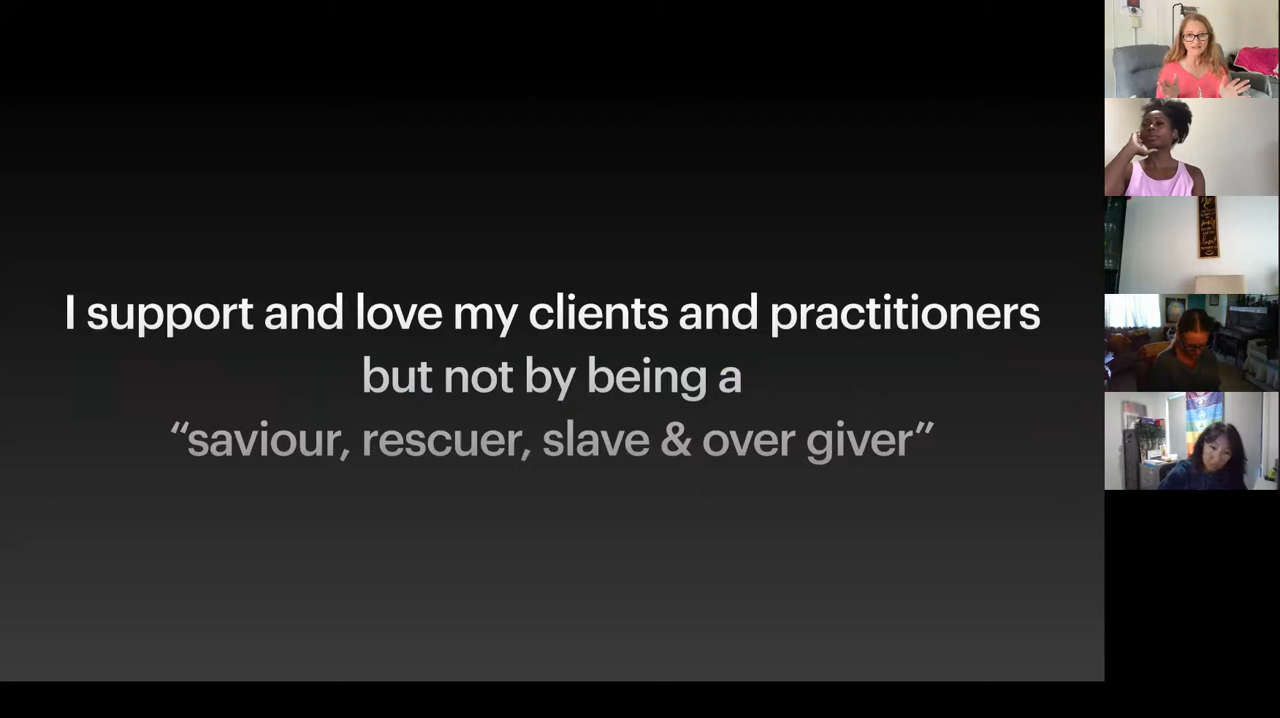 I support and love my clients and practitioners
but not by being a
“saviour, rescuer, slave & over giver”